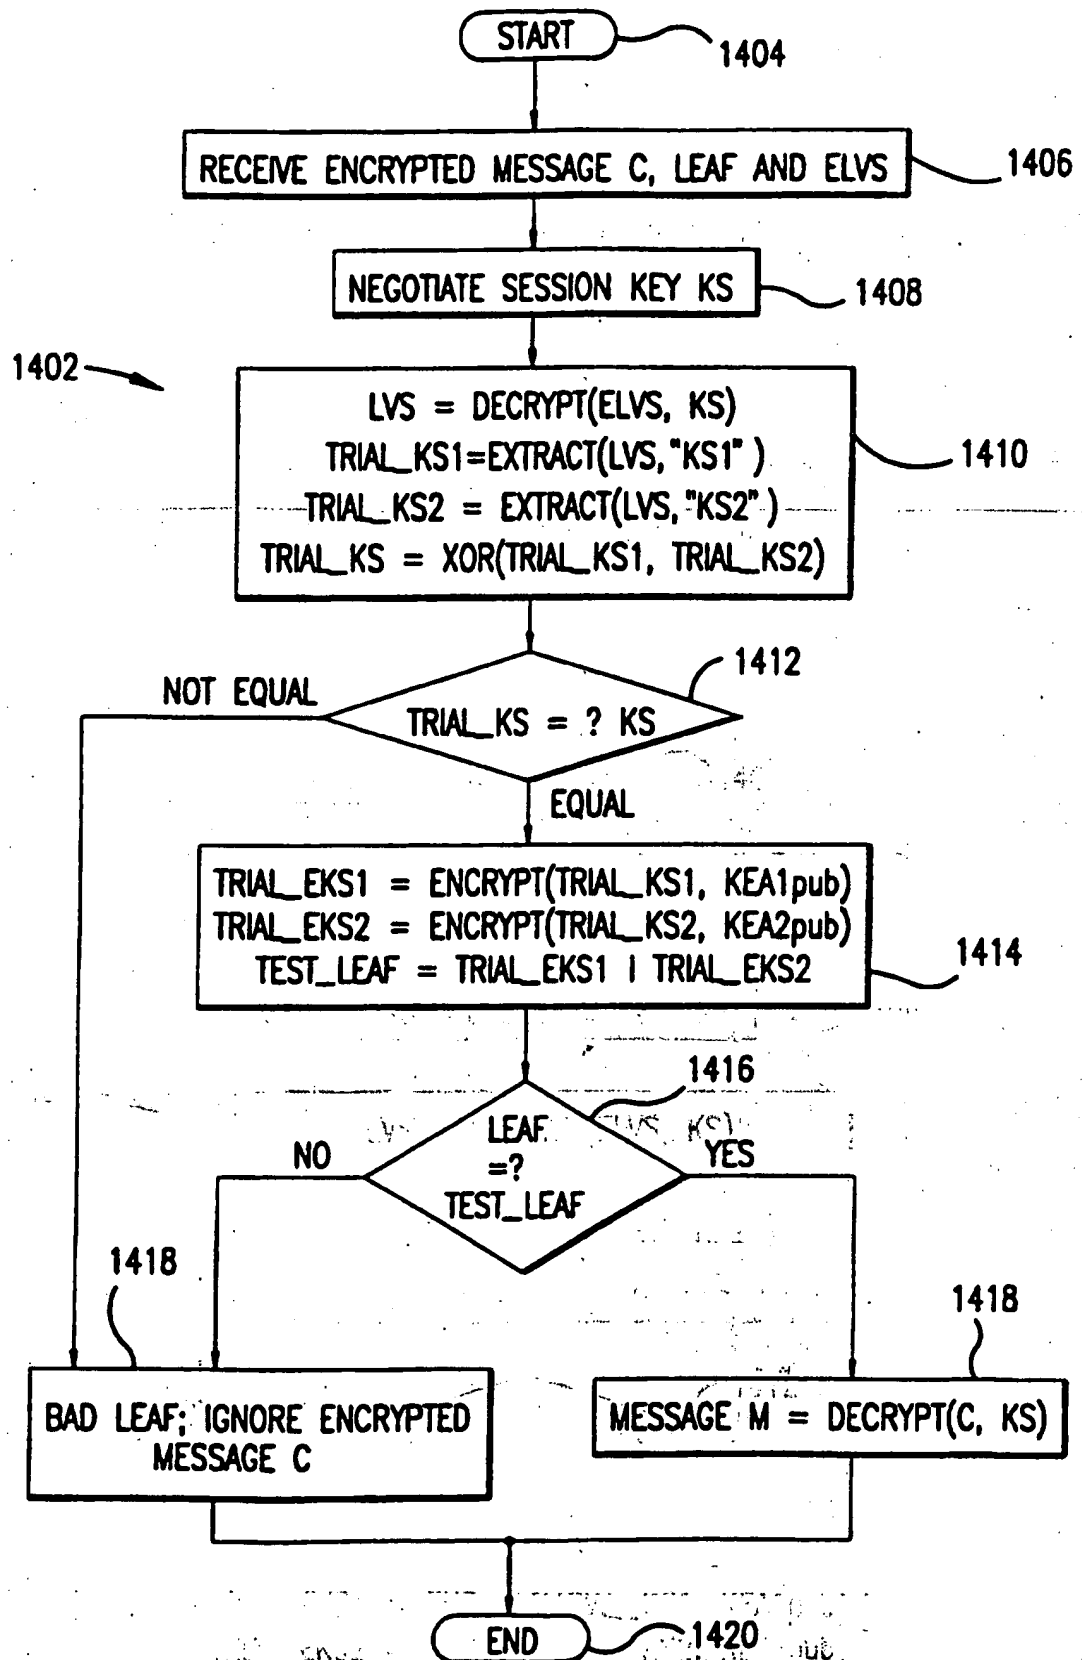 START
1404
RECEIVE ENCRYPTED MESSAGE C, LEAF AND ELVS
1406
NEGOTIATE SESSION KEY KS
1408
1402
LVS = DECRYPT(ELVS, KS)
TRIAL_KS1=EXTRACT(LVS,"KS1" )
TRIAL_KS2 = EXTRACT(LVS,"KS2" )
TRIAL_KS = XOR(TRIAL_KS1, TRIAL_KS2)
1410
1412
NOT EQUAL
TRIAL_KS = ? KS
EQUAL
TRIAL_EKS1 = ENCRYPT(TRIAL_KS1, KEA1pub)
TRIAL_EKS2 = ENCRYPT(TRIAL_KS2, KEA2pub)
TEST_LEAF = TRIAL_EKS1 | TRIAL_EKS2
1414
1416
LEAF
=?
TEST_LEAF
NO
YES
1418
1418
BAD LEAF; IGNORE ENCRYPTED
MESSAGE C
MESSAGE M = DECRYPT(C, KS)
END
1420